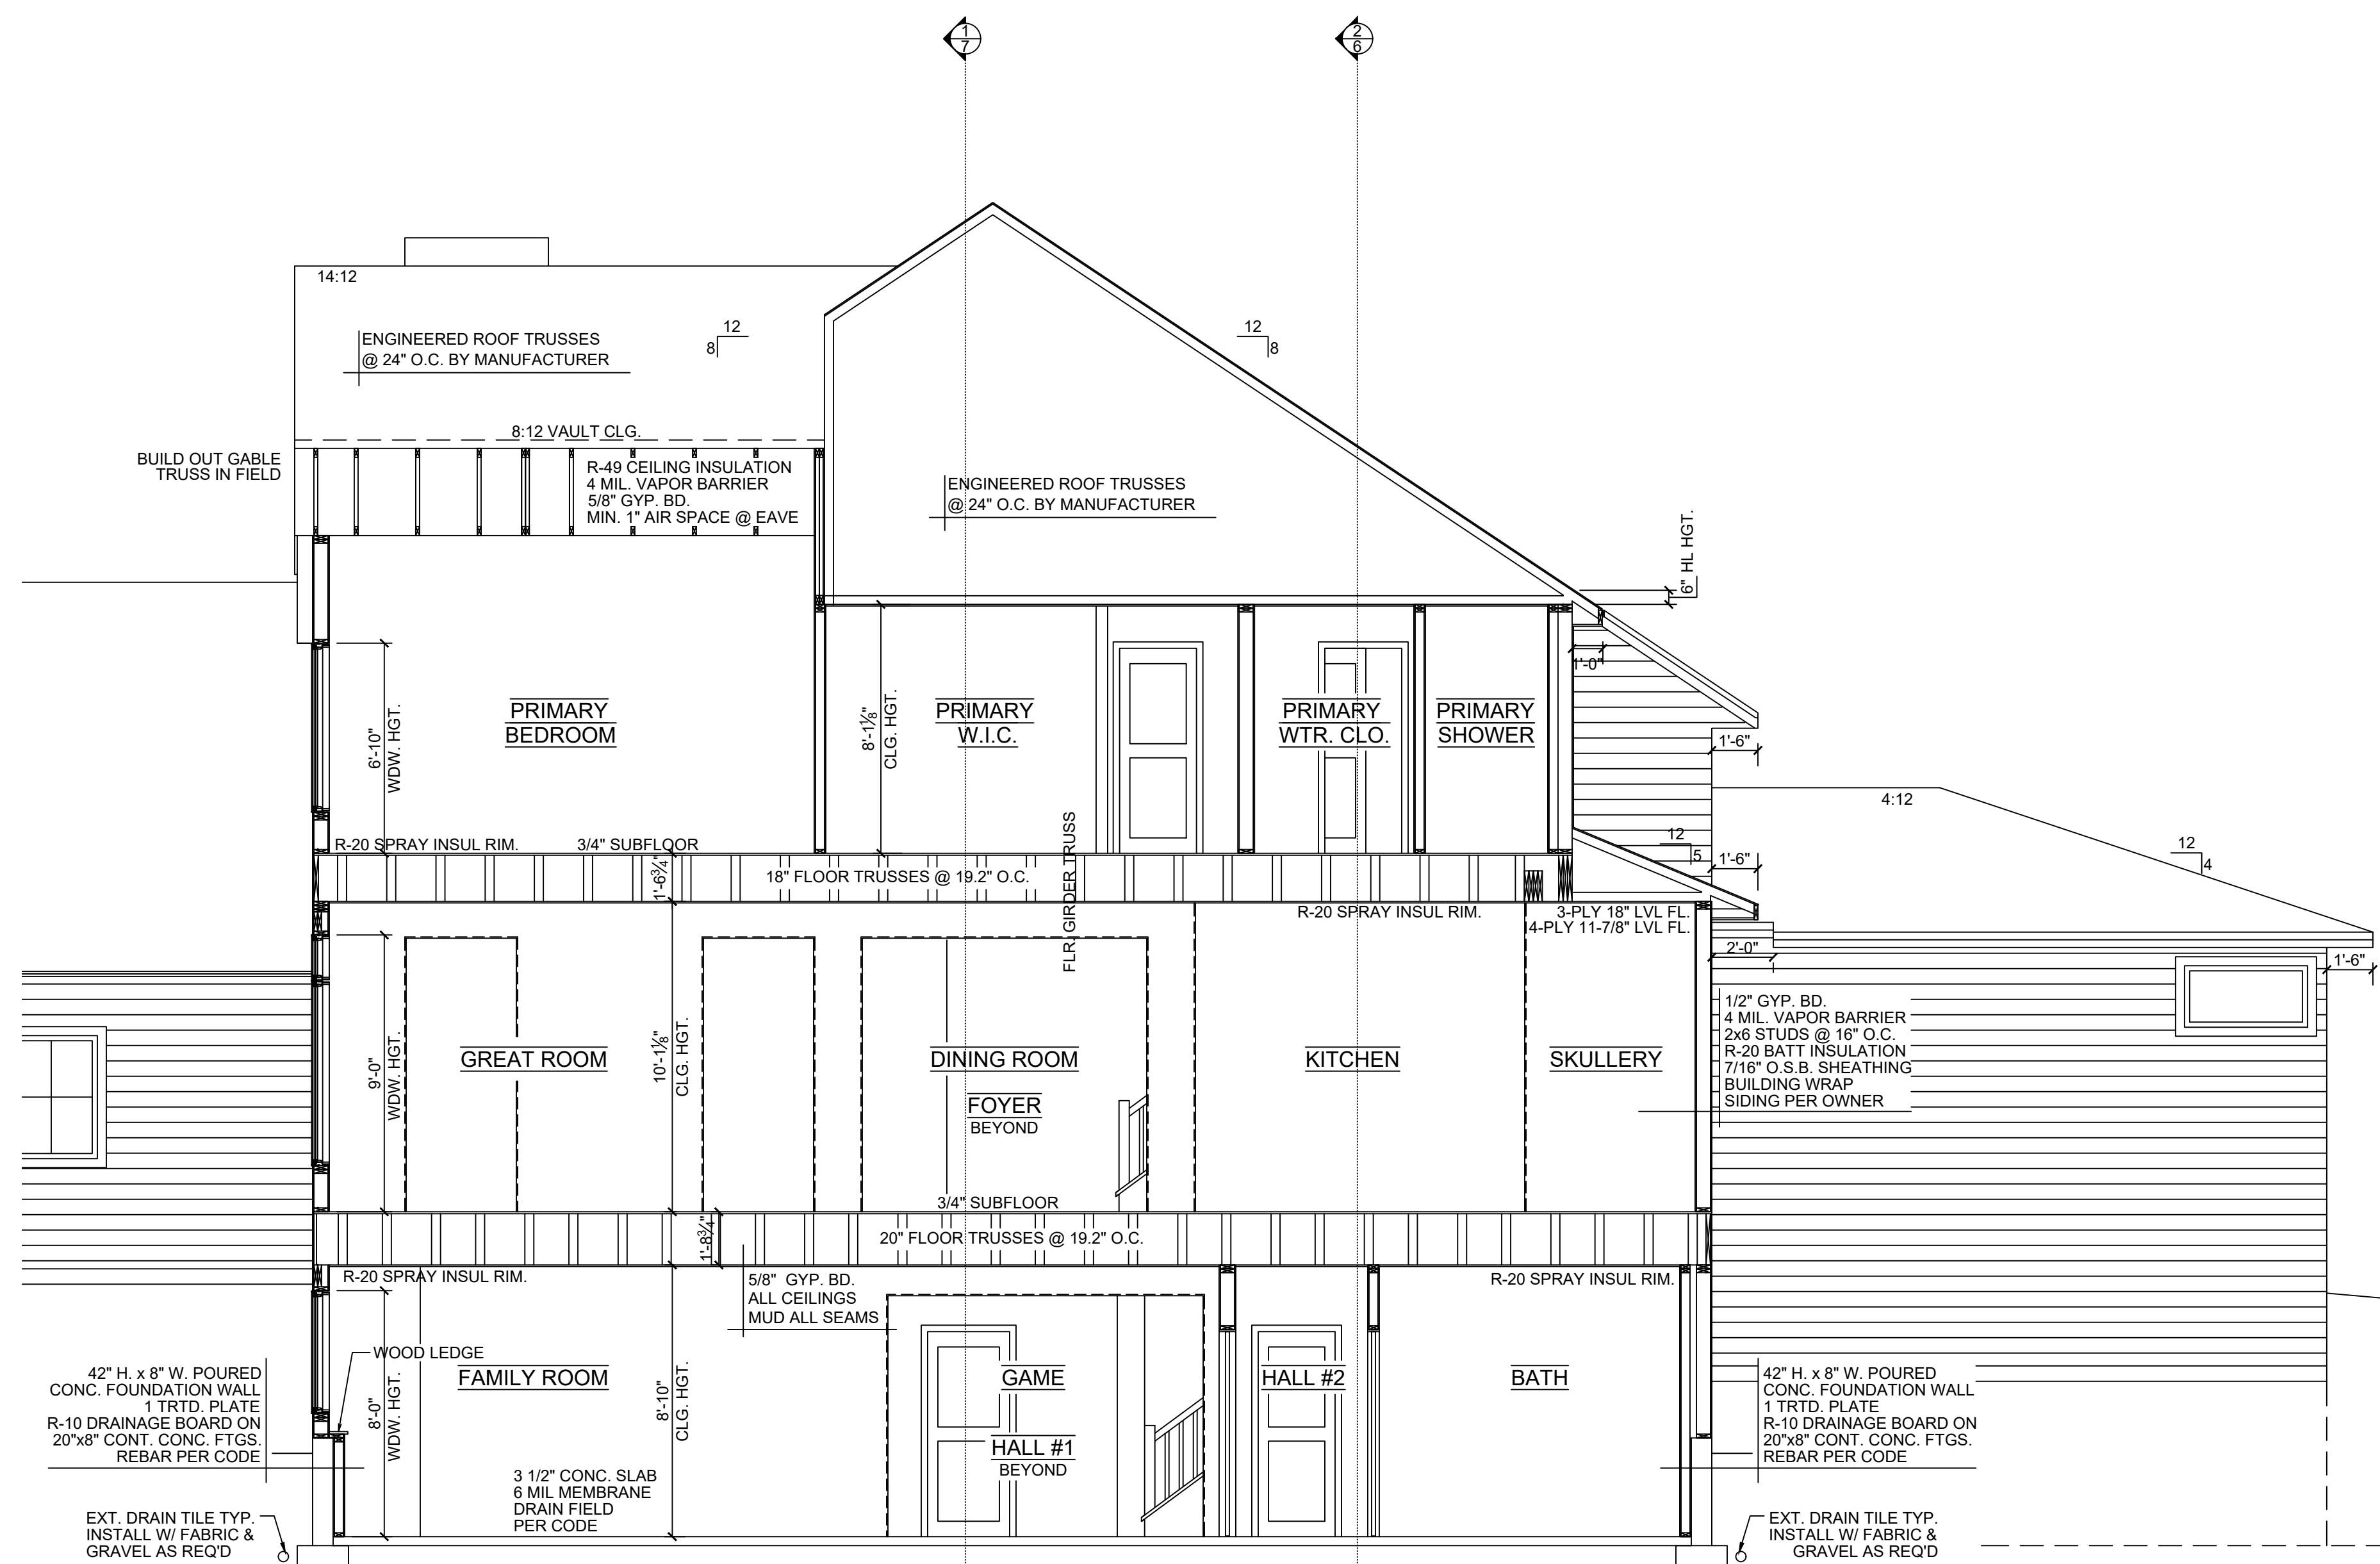 1
7
2
6
14:12
ENGINEERED ROOF TRUSSES
@ 24" O.C. BY MANUFACTURER
12
8
12
8
8:12 VAULT CLG.
BUILD OUT GABLE
TRUSS IN FIELD
R-49 CEILING INSULATION
4 MIL. VAPOR BARRIER
5/8" GYP. BD.
MIN. 1" AIR SPACE @ EAVE
ENGINEERED ROOF TRUSSES
@ 24" O.C. BY MANUFACTURER
6" HL HGT.
1'-0"
6'-10"
WDW. HGT.
PRIMARY
BEDROOM
8'-1⅛"
CLG. HGT.
PRIMARY
W.I.C.
PRIMARY
WTR. CLO.
PRIMARY
SHOWER
1'-6"
4:12
12
5
1'-6"
12
4
R-20 SPRAY INSUL RIM.
3/4" SUBFLOOR
1'-6¾"
18" FLOOR TRUSSES @ 19.2" O.C.
FLR. GIRDER TRUSS
R-20 SPRAY INSUL RIM.
3-PLY 18" LVL FL.
4-PLY 11-7/8" LVL FL.
2'-0"
1'-6"
9'-0"
WDW. HGT.
GREAT ROOM
10'-1⅛"
CLG. HGT.
DINING ROOM
FOYER
BEYOND
KITCHEN
SKULLERY
1/2" GYP. BD.
4 MIL. VAPOR BARRIER
2x6 STUDS @ 16" O.C.
R-20 BATT INSULATION
7/16" O.S.B. SHEATHING
BUILDING WRAP
SIDING PER OWNER
3/4" SUBFLOOR
1'-8¾"
20" FLOOR TRUSSES @ 19.2" O.C.
R-20 SPRAY INSUL RIM.
5/8" GYP. BD.
ALL CEILINGS
MUD ALL SEAMS
R-20 SPRAY INSUL RIM.
WOOD LEDGE
42" H. x 8" W. POURED
CONC. FOUNDATION WALL
1 TRTD. PLATE
R-10 DRAINAGE BOARD ON
20"x8" CONT. CONC. FTGS.
REBAR PER CODE
8'-0"
WDW. HGT.
FAMILY ROOM
8'-10"
CLG. HGT.
GAME
HALL #1
BEYOND
HALL #2
BATH
42" H. x 8" W. POURED
CONC. FOUNDATION WALL
1 TRTD. PLATE
R-10 DRAINAGE BOARD ON
20"x8" CONT. CONC. FTGS.
REBAR PER CODE
3 1/2" CONC. SLAB
6 MIL MEMBRANE
DRAIN FIELD
PER CODE
EXT. DRAIN TILE TYP.
INSTALL W/ FABRIC &
GRAVEL AS REQ'D
EXT. DRAIN TILE TYP.
INSTALL W/ FABRIC &
GRAVEL AS REQ'D